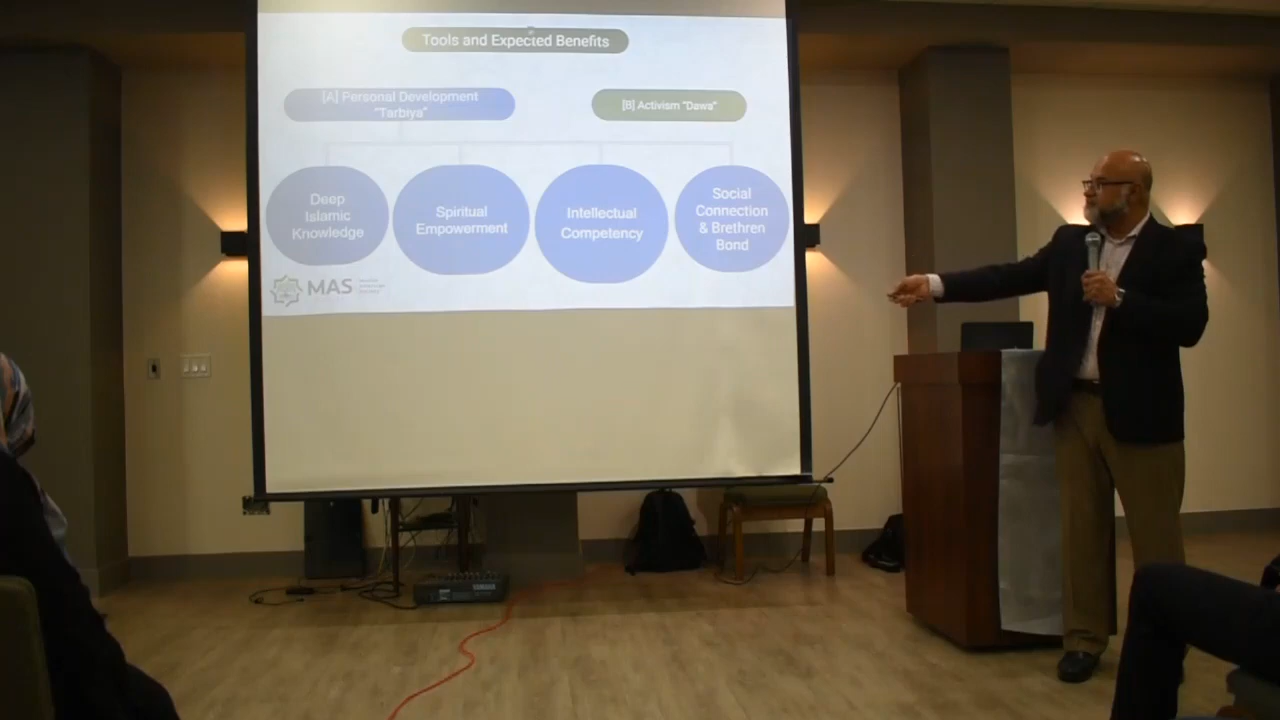 Tools and Expected Benefits
[A] Personal Development
"Tarbiya"
[B] Activism "Dawa"
Deep
Islamic
Knowledge
Spiritual
Empowerment
Intellectual
Competency
Social
Connection
& Brethren
Bond
MAS